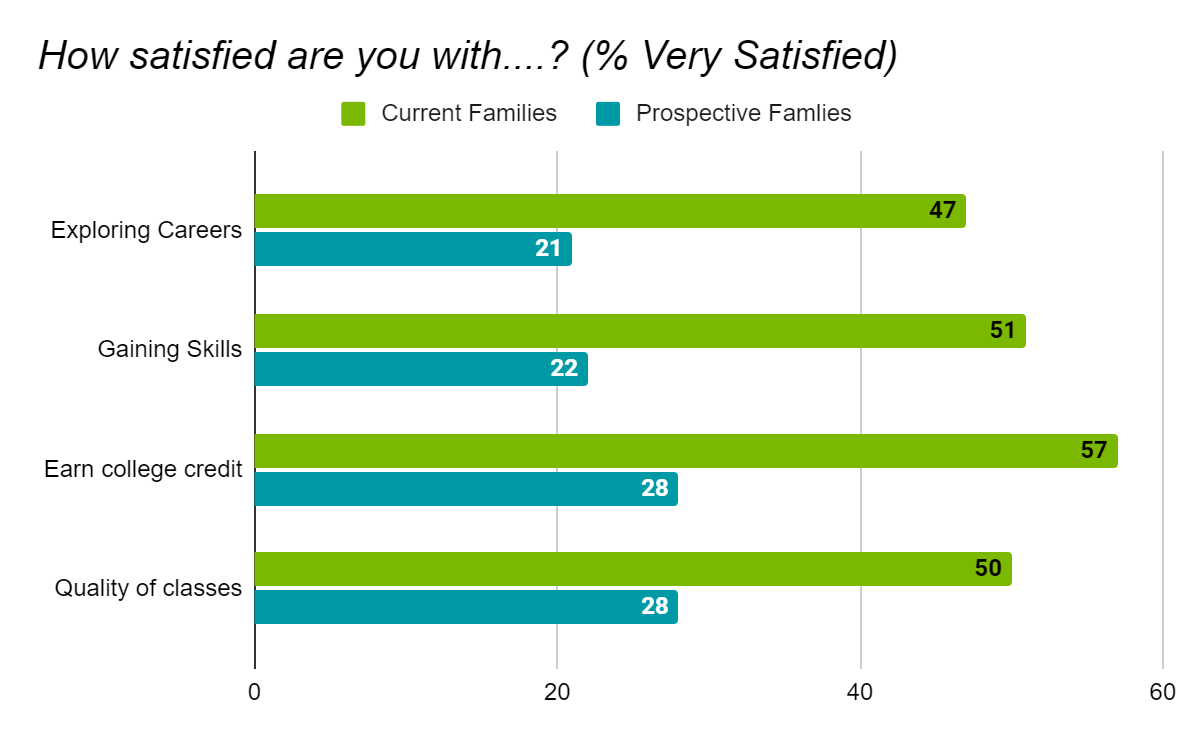 How satisfied are you with....? (% Very Satisfied)
Current Families Prospective Famlies
Exploring Careers 47
21
Gaining Skills 51
22
Earn college credit 57
28
Quality of classes 50
28
0 20 40 60